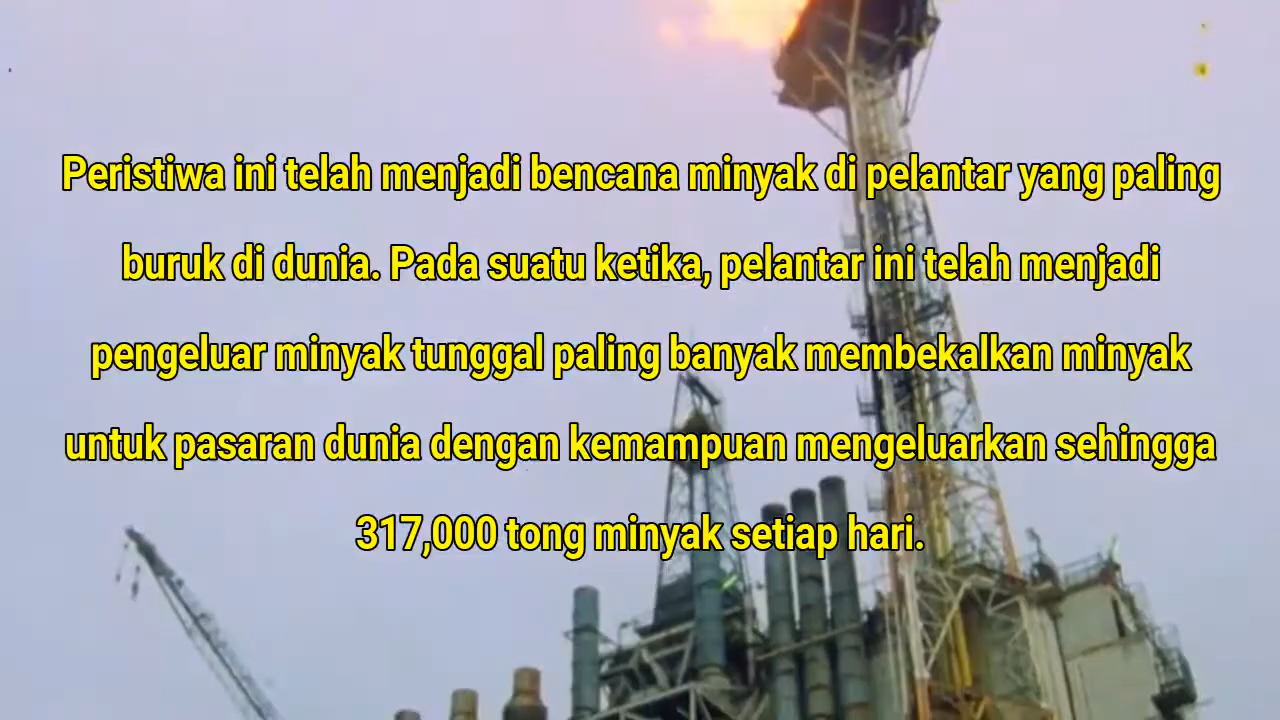 Peristiwa ini telah menjadi bencana minyak di pelantar yang paling
buruk di dunia. Pada suatu ketika, pelantar ini telah menjadi
pengeluar minyak tunggal paling banyak membekalkan minyak
untuk pasaran dunia dengan kemampuan mengeluarkan sehingga
317,000 tong minyak setiap hari.